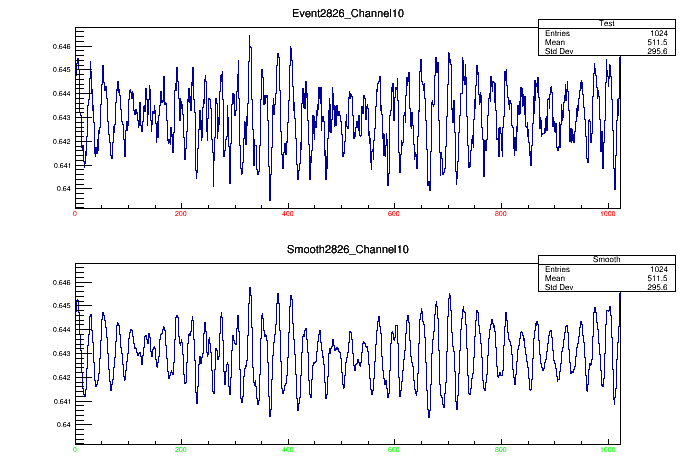 Event2826_Channel10
Test
Entries 1024
Mean 511.5
Std Dev 295.6
0.646
0.645
0.644
0.643
0.642
0.641
0.64
0 200 400 600 800 1000
Smooth2826_Channel10
Smooth
Entries 1024
Mean 511.5
Std Dev 295.6
0.646
0.645
0.644
0.643
0.642
0.641
0.64
0 200 400 600 800 1000